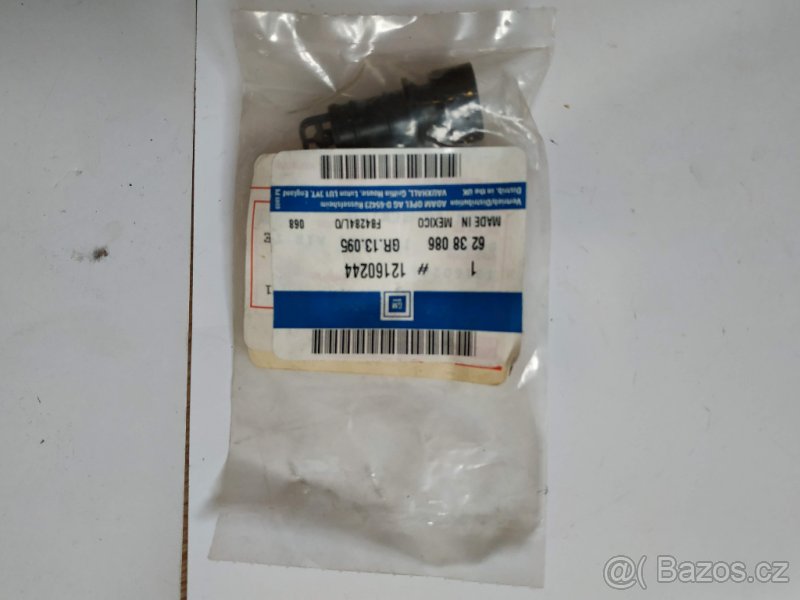 GM
1 # 12160244
62 38 086 GR.13.095
MADE IN MEXICO F84284L/0 068
Vertrieb/Distribution ADAM OPEL AG D-65423 Rüsselsheim
Distrib. in the UK VAUXHALL, Griffin House, Luton LU1 3YT, England
@( Bazos.cz